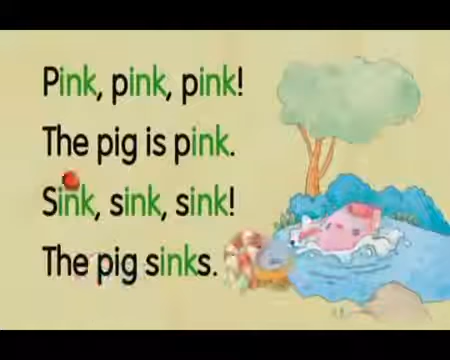 Pink, pink, pink!
The pig is pink.
Sink, sink, sink!
The pig sinks.